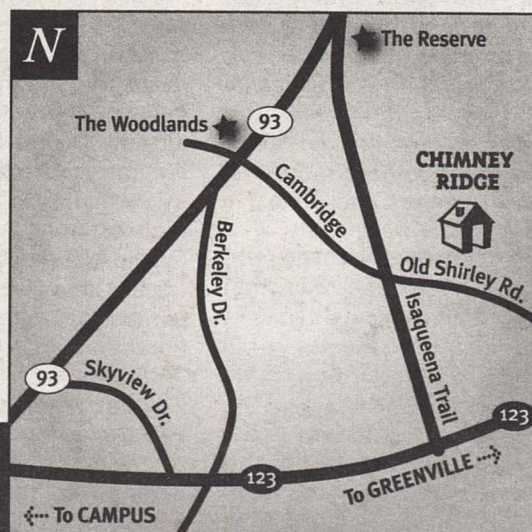 N
The Reserve
The Woodlands
93
CHIMNEY
RIDGE
Cambridge
Berkeley Dr.
Old Shirley Rd.
Isaqueena Trail
93
Skyview Dr.
123
123
To GREENVILLE
To CAMPUS